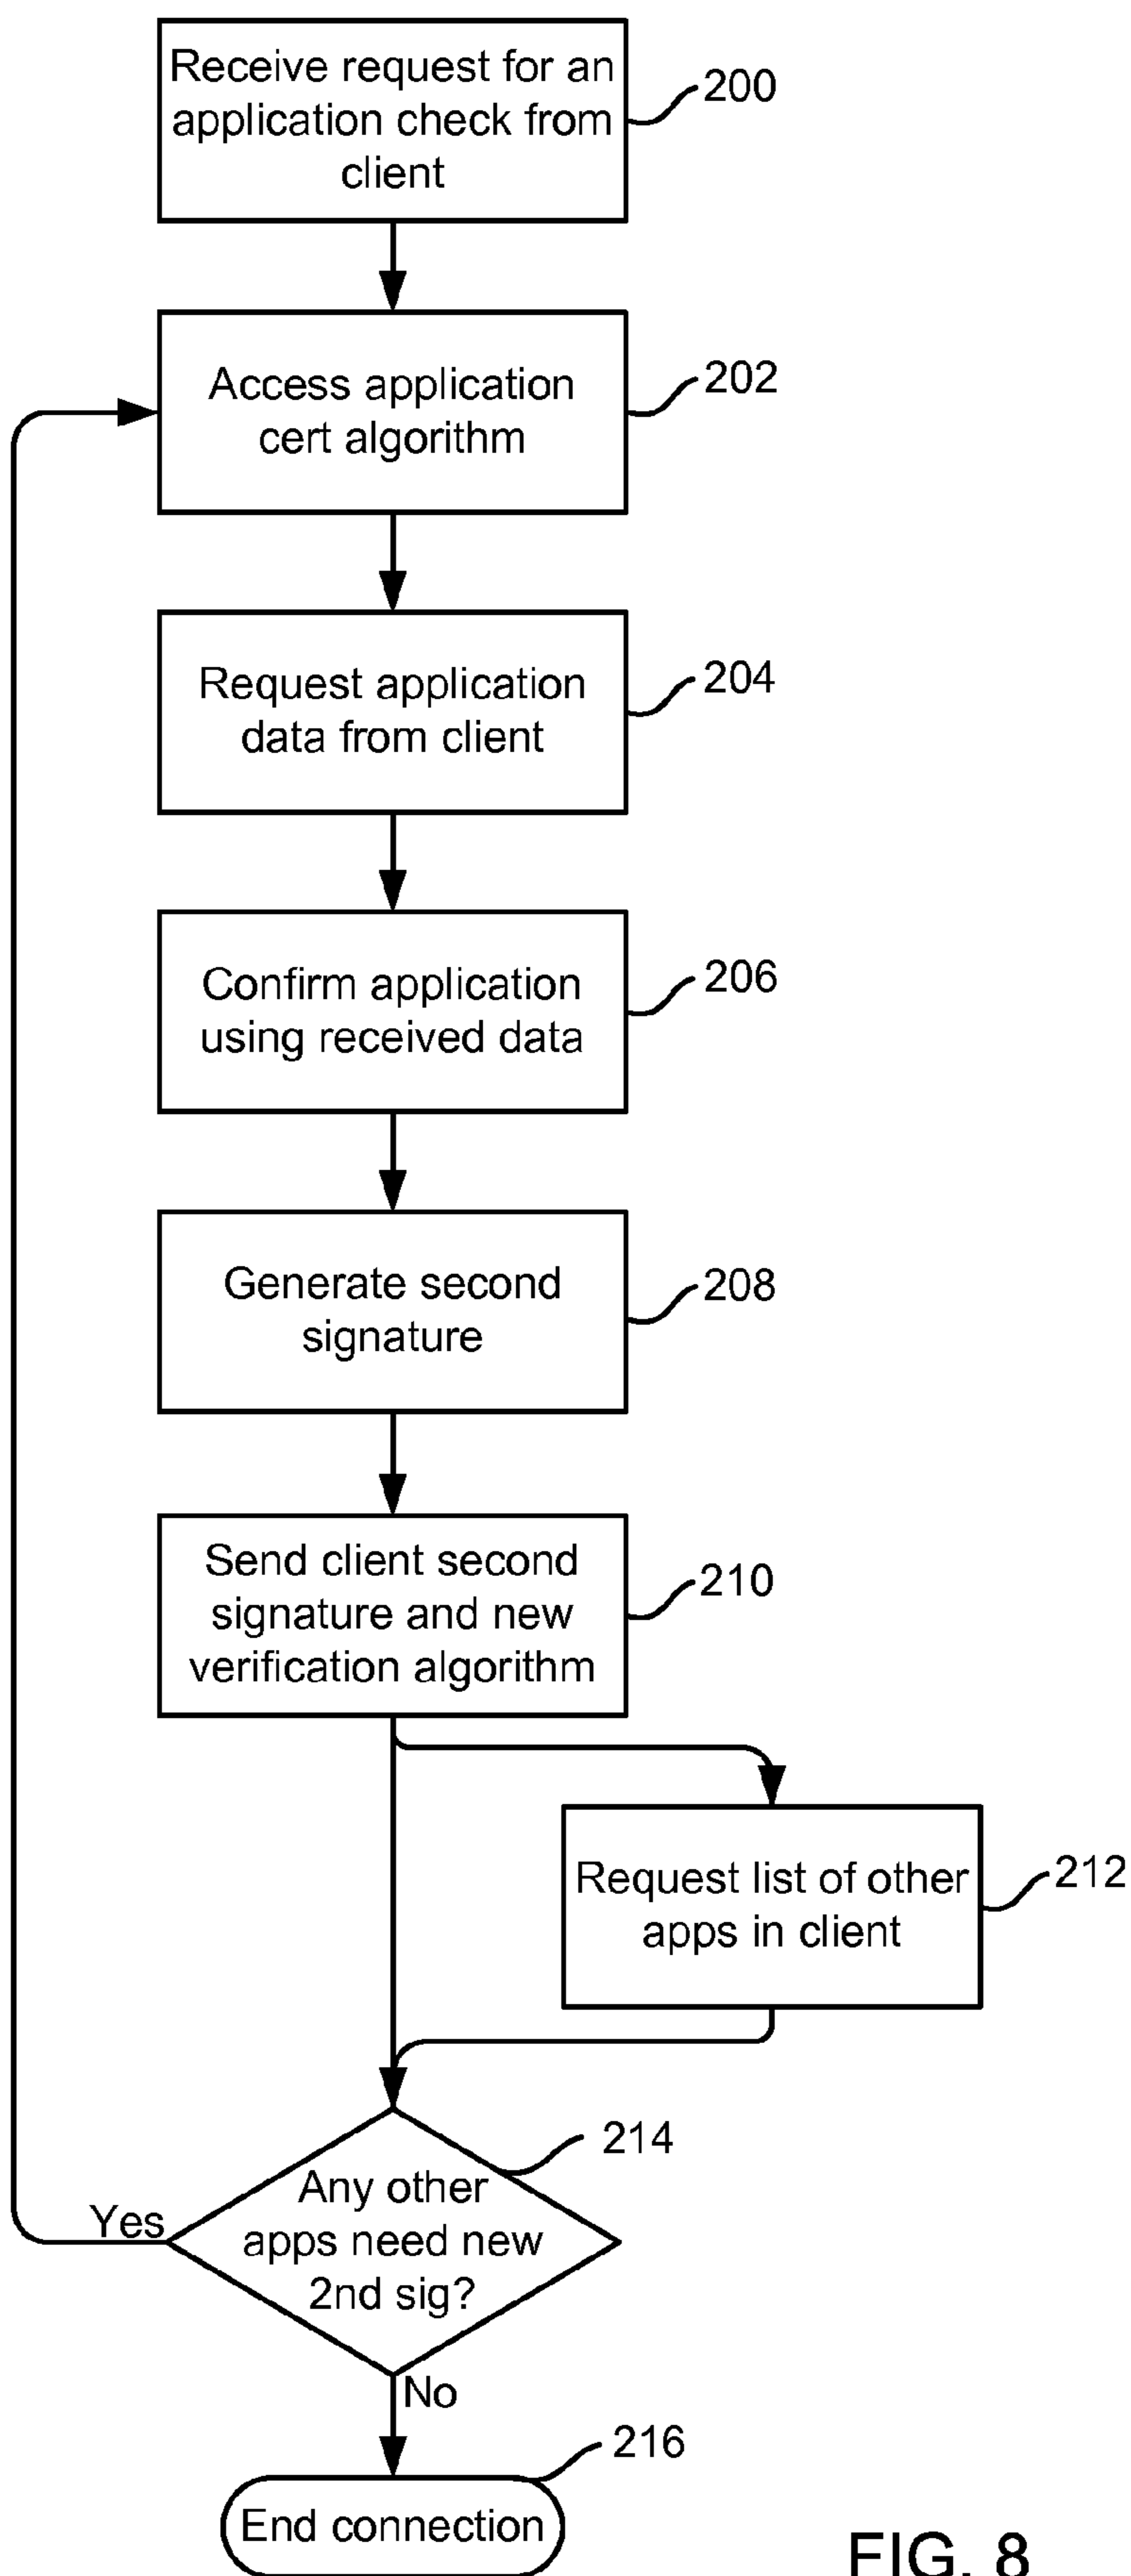 Receive request for an
application check from
client
200
Access application
cert algorithm
202
Request application
data from client
204
Confirm application
using received data
206
Generate second
signature
208
Send client second
signature and new
verification algorithm
210
Request list of other
apps in client
212
Any other
apps need new
2nd sig?
214
Yes
No
End connection
216
FIG. 8